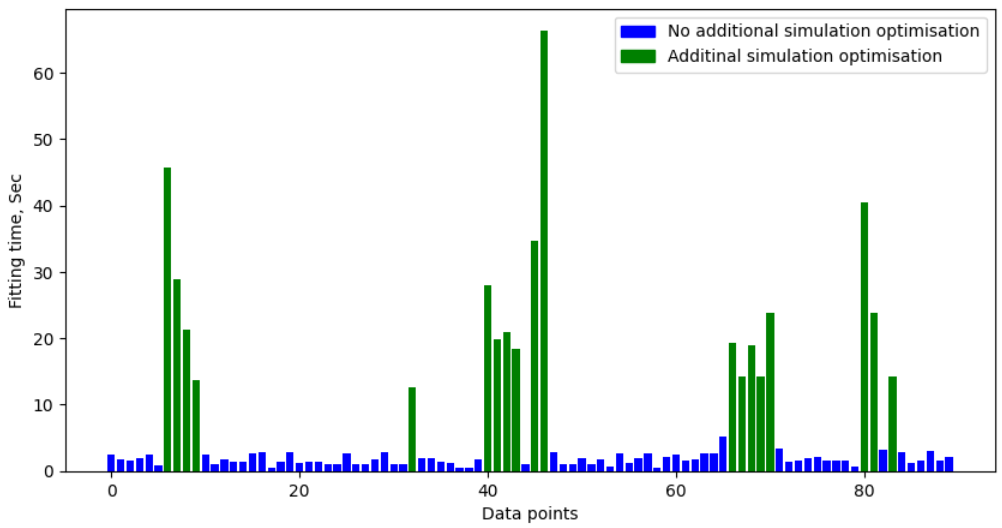 No additional simulation optimisation
Additinal simulation optimisation
60
50
40
30
20
10
0
Fitting time, Sec
0 20 40 60 80
Data points